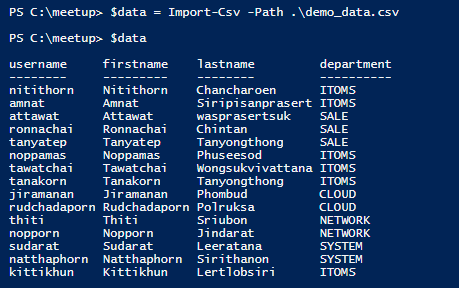 PS C:\meetup> $data = Import-Csv -Path .\demo_data.csv
PS C:\meetup> $data
username    firstname   lastname        department
--------    ---------   --------        ----------
nitithorn   Nitithorn   Chancharoen     ITOMS
amnat       Amnat       Siripisanprasert ITOMS
attawat     Attawat     wasprasertsuk   SALE
ronnachai   Ronnachai   Chintan         SALE
tanyatep    Tanyatep    Tanyongthong    SALE
noppamas    Noppamas    Phuseesod       ITOMS
tawatchai   Tawatchai   Wongsukvivattana ITOMS
tanakorn    Tanakorn    Tanyongthong    ITOMS
jiramanan   Jiramanan   Phombud         CLOUD
rudchadaporn Rudchadaporn Polruksa      CLOUD
thiti       Thiti       Sriubon         NETWORK
nopporn     Nopporn     Jindarat        NETWORK
sudarat     Sudarat     Leeratana       SYSTEM
natthaphorn Natthaphorn Sirithanon      SYSTEM
kittikhun   Kittikhun   Lertlobsiri     ITOMS